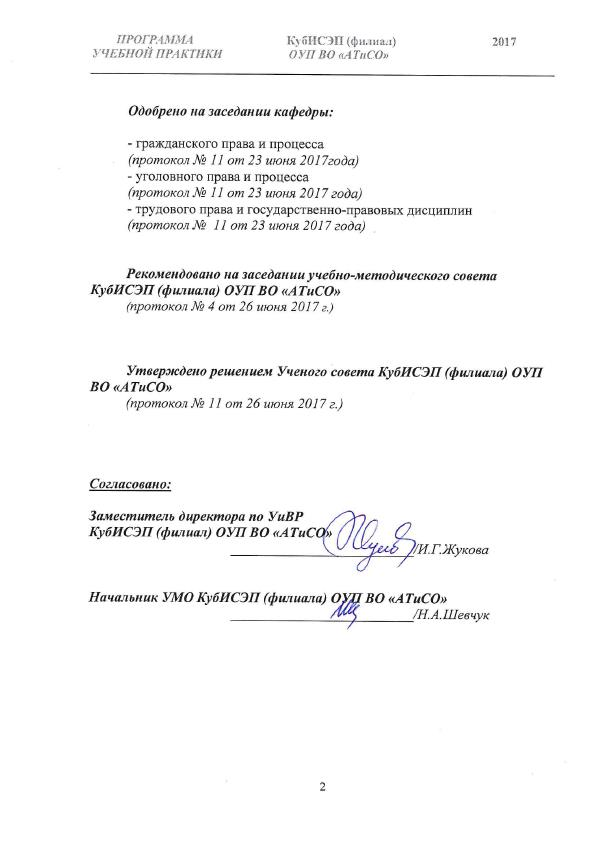 ПРОГРАММА КубИСЭП (филиал) 2017
УЧЕБНОЙ ПРАКТИКИ ОУП ВО «АТиСО»
Одобрено на заседании кафедры:
- гражданского права и процесса
(протокол № 11 от 23 июня 2017года)
- уголовного права и процесса
(протокол № 11 от 23 июня 2017 года)
- трудового права и государственно-правовых дисциплин
(протокол № 11 от 23 июня 2017 года)
Рекомендовано на заседании учебно-методического совета
КубИСЭП (филиала) ОУП ВО «АТиСО»
(протокол № 4 от 26 июня 2017 г.)
Утверждено решением Ученого совета КубИСЭП (филиала) ОУП
ВО «АТиСО»
(протокол № 11 от 26 июня 2017 г.)
Согласовано:
Заместитель директора по УиВР
КубИСЭП (филиал) ОУП ВО «АТиСО»
/И.Г.Жукова
Начальник УМО КубИСЭП (филиала) ОУП ВО «АТиСО»
/Н.А.Шевчук
2